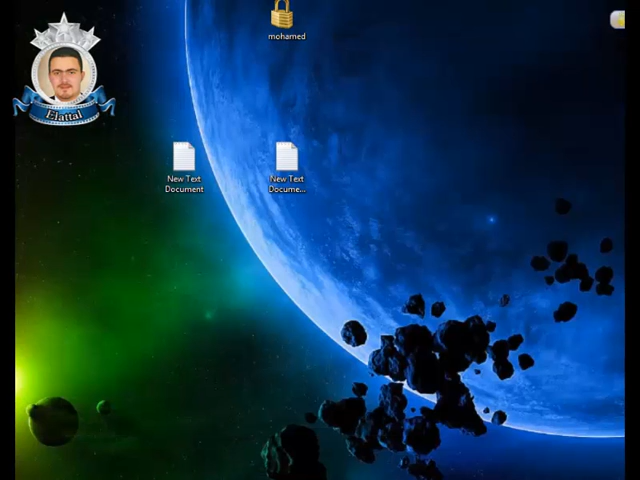 mohamed
Elattal
New Text
Document
New Text
Docume...